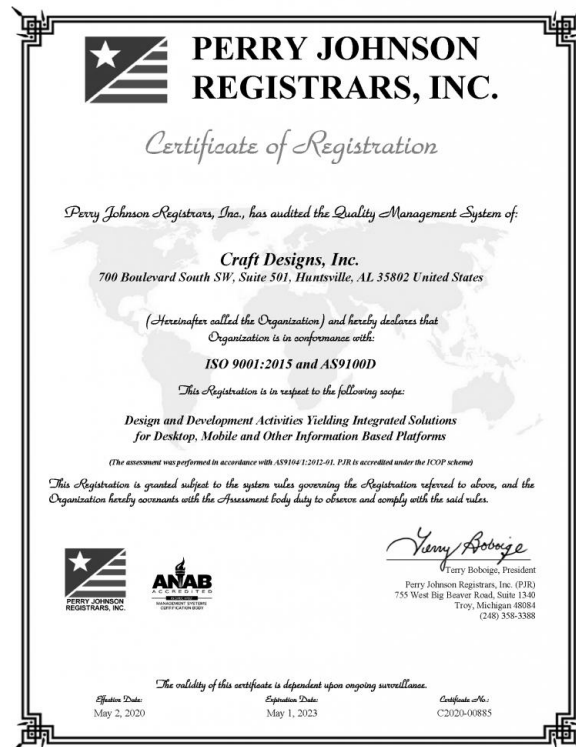 PERRY JOHNSON
REGISTRARS, INC.
Certificate of Registration
Perry Johnson Registrars, Inc., has audited the Quality Management System of:
Craft Designs, Inc.
700 Boulevard South SW, Suite 501, Huntsville, AL 35802 United States
(Hereinafter called the Organization) and hereby declares that
Organization is in conformance with:
ISO 9001:2015 and AS9100D
This Registration is in respect to the following scope:
Design and Development Activities Yielding Integrated Solutions
for Desktop, Mobile and Other Information Based Platforms
(The assessment was performed in accordance with AS9104/1:2012-01. PJR is accredited under the ICOP scheme)
This Registration is granted subject to the system rules governing the Registration referred to above, and the
Organization hereby covenants with the Assessment body duty to observe and comply with the said rules.
Terry Boboige
Terry Boboige, President
Perry Johnson Registrars, Inc. (PJR)
755 West Big Beaver Road, Suite 1340
Troy, Michigan 48084
(248) 358-3388
PERRY JOHNSON
REGISTRARS, INC.
ANAB
ACCREDITED
MANAGEMENT SYSTEMS
CERTIFICATION BODY
The validity of this certificate is dependent upon ongoing surveillance.
Effective Date:
Expiration Date:
Certificate No.:
May 2, 2020
May 1, 2023
C2020-00885